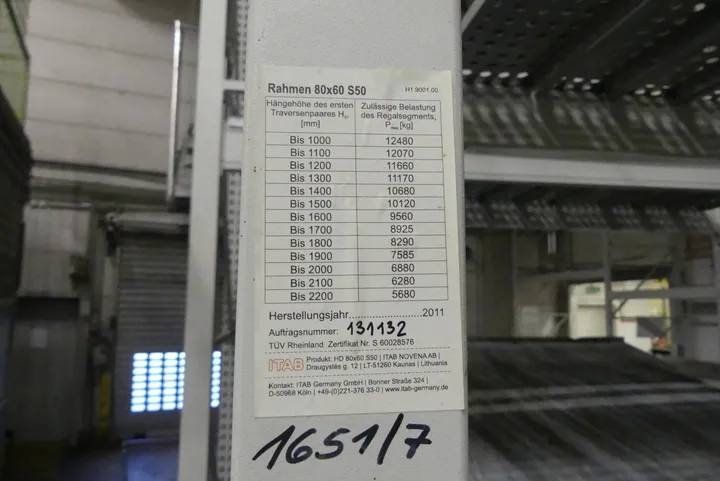 Rahmen 80x60 S50 H1.9001.00
Hängehöhe des ersten Traversenpaares H₁, [mm] Zulässige Belastung des Regalsegments, Pmax [kg]
Bis 1000 12480
Bis 1100 12070
Bis 1200 11660
Bis 1300 11170
Bis 1400 10680
Bis 1500 10120
Bis 1600 9560
Bis 1700 8925
Bis 1800 8290
Bis 1900 7585
Bis 2000 6880
Bis 2100 6280
Bis 2200 5680
Herstellungsjahr........................2011
Auftragsnummer: 131132
TÜV Rheinland Zertifikat Nr. S 60028576
ITAB Produkt: HD 80x60 S50 | ITAB NOVENA AB |
Draugystės g. 12 | LT-51260 Kaunas | Lithuania
Kontakt: ITAB Germany GmbH | Bonner Straße 324 |
D-50968 Köln | +49-(0)221-376 33-0 | www.itab-germany.de
1651/7